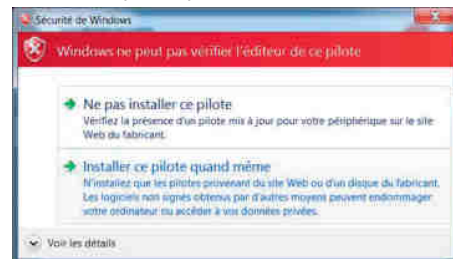 Sécurité de Windows
Windows ne peut pas vérifier l'éditeur de ce pilote
Ne pas installer ce pilote
Vérifiez la présence d'un pilote mis à jour pour votre périphérique sur le site
Web du fabricant.
Installer ce pilote quand même
N'installez que les pilotes provenant du site Web ou d'un disque du fabricant.
Les logiciels non signés obtenus par d'autres moyens peuvent endommager
votre ordinateur ou accéder à vos données privées.
Voir les détails